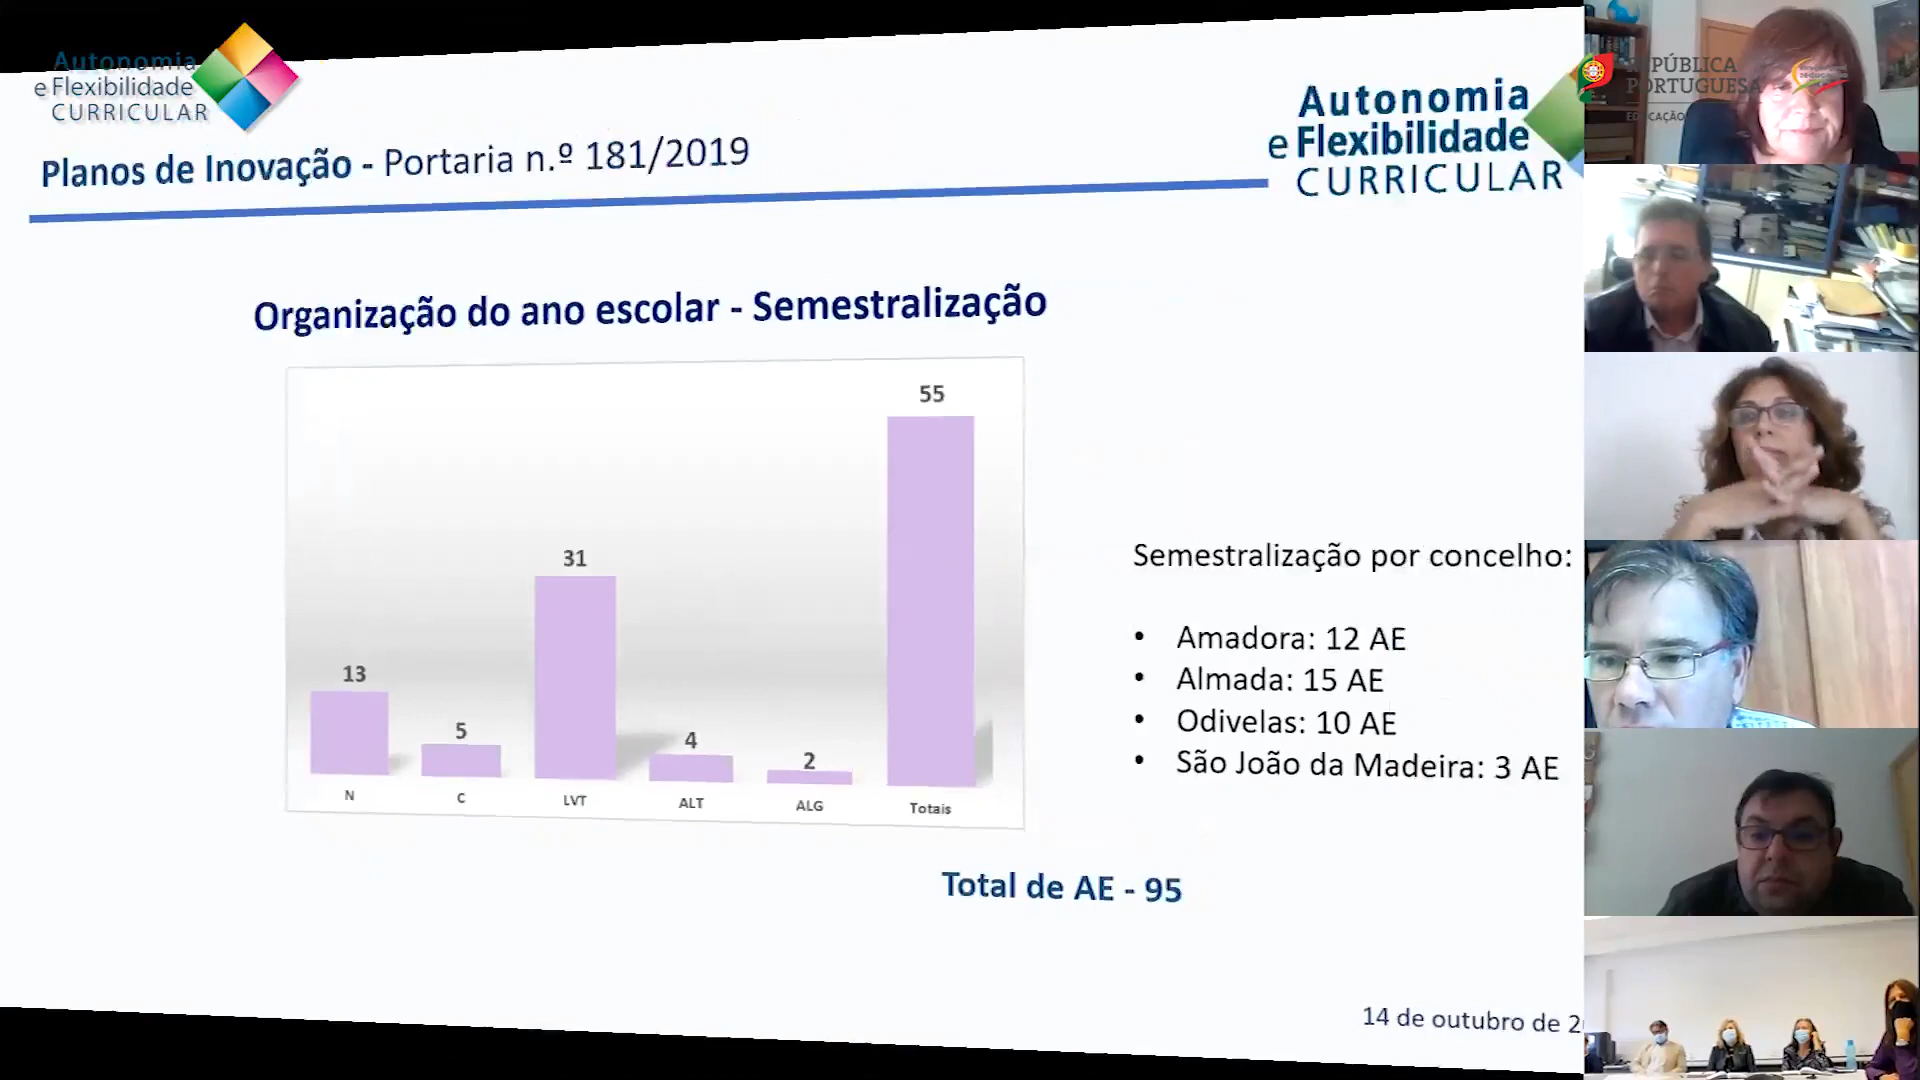 Autonomia
e Flexibilidade
CURRICULAR
Planos de Inovação - Portaria n.º 181/2019
Autonomia
e Flexibilidade
CURRICULAR
REPÚBLICA
PORTUGUESA
EDUCAÇÃO
Organização do ano escolar - Semestralização
55
31
13
5
4
2
N
C
LVT
ALT
ALG
Totais
Semestralização por concelho:
• Amadora: 12 AE
• Almada: 15 AE
• Odivelas: 10 AE
• São João da Madeira: 3 AE
Total de AE - 95
14 de outubro de